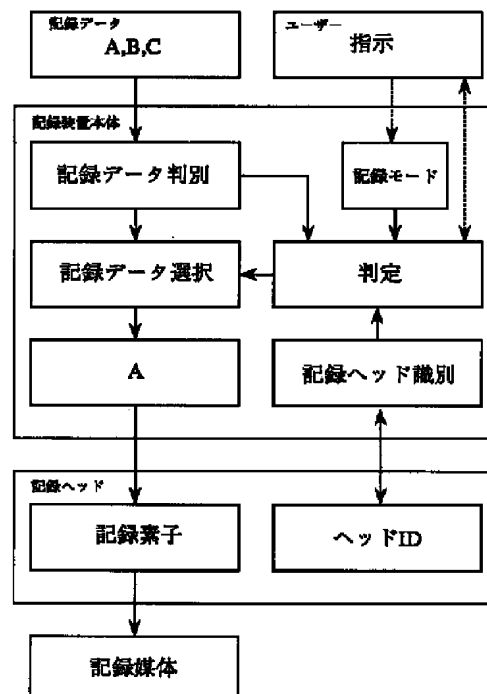 記録データ
A,B,C
ユーザー
指示
記録装置本体
記録データ判別
記録モード
記録データ選択
判定
A
記録ヘッド識別
記録ヘッド
記録素子
ヘッドID
記録媒体